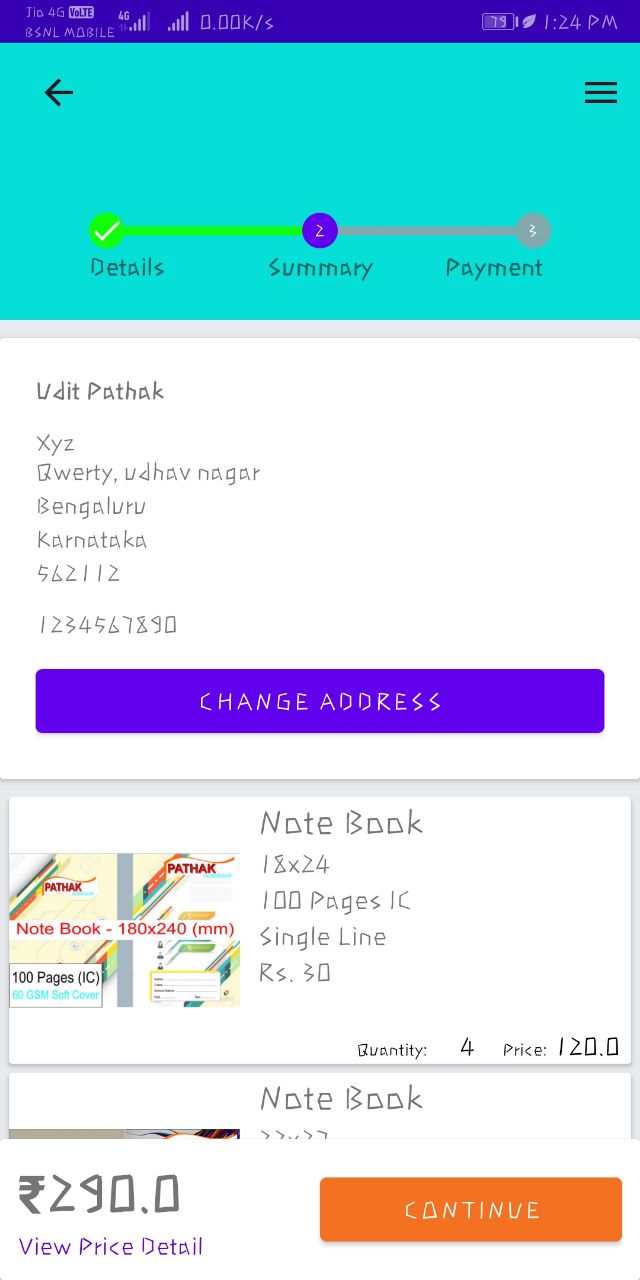 Jio 4G VoLTE
BSNL MOBILE
4G
0.00K/s
79
1:24 PM
2
3
Details
Summary
Payment
Udit Pathak
Xyz
Qwerty, udhav nagar
Bengaluru
Karnataka
562112
1234567890
CHANGE ADDRESS
Note Book
18x24
100 Pages IC
Single Line
Rs. 30
PATHAK
PATHAK
Note Book - 180x240 (mm)
100 Pages (IC)
60 GSM Soft Cover
Quantity: 4 Price: 120.0
Note Book
₹290.0
View Price Detail
CONTINUE